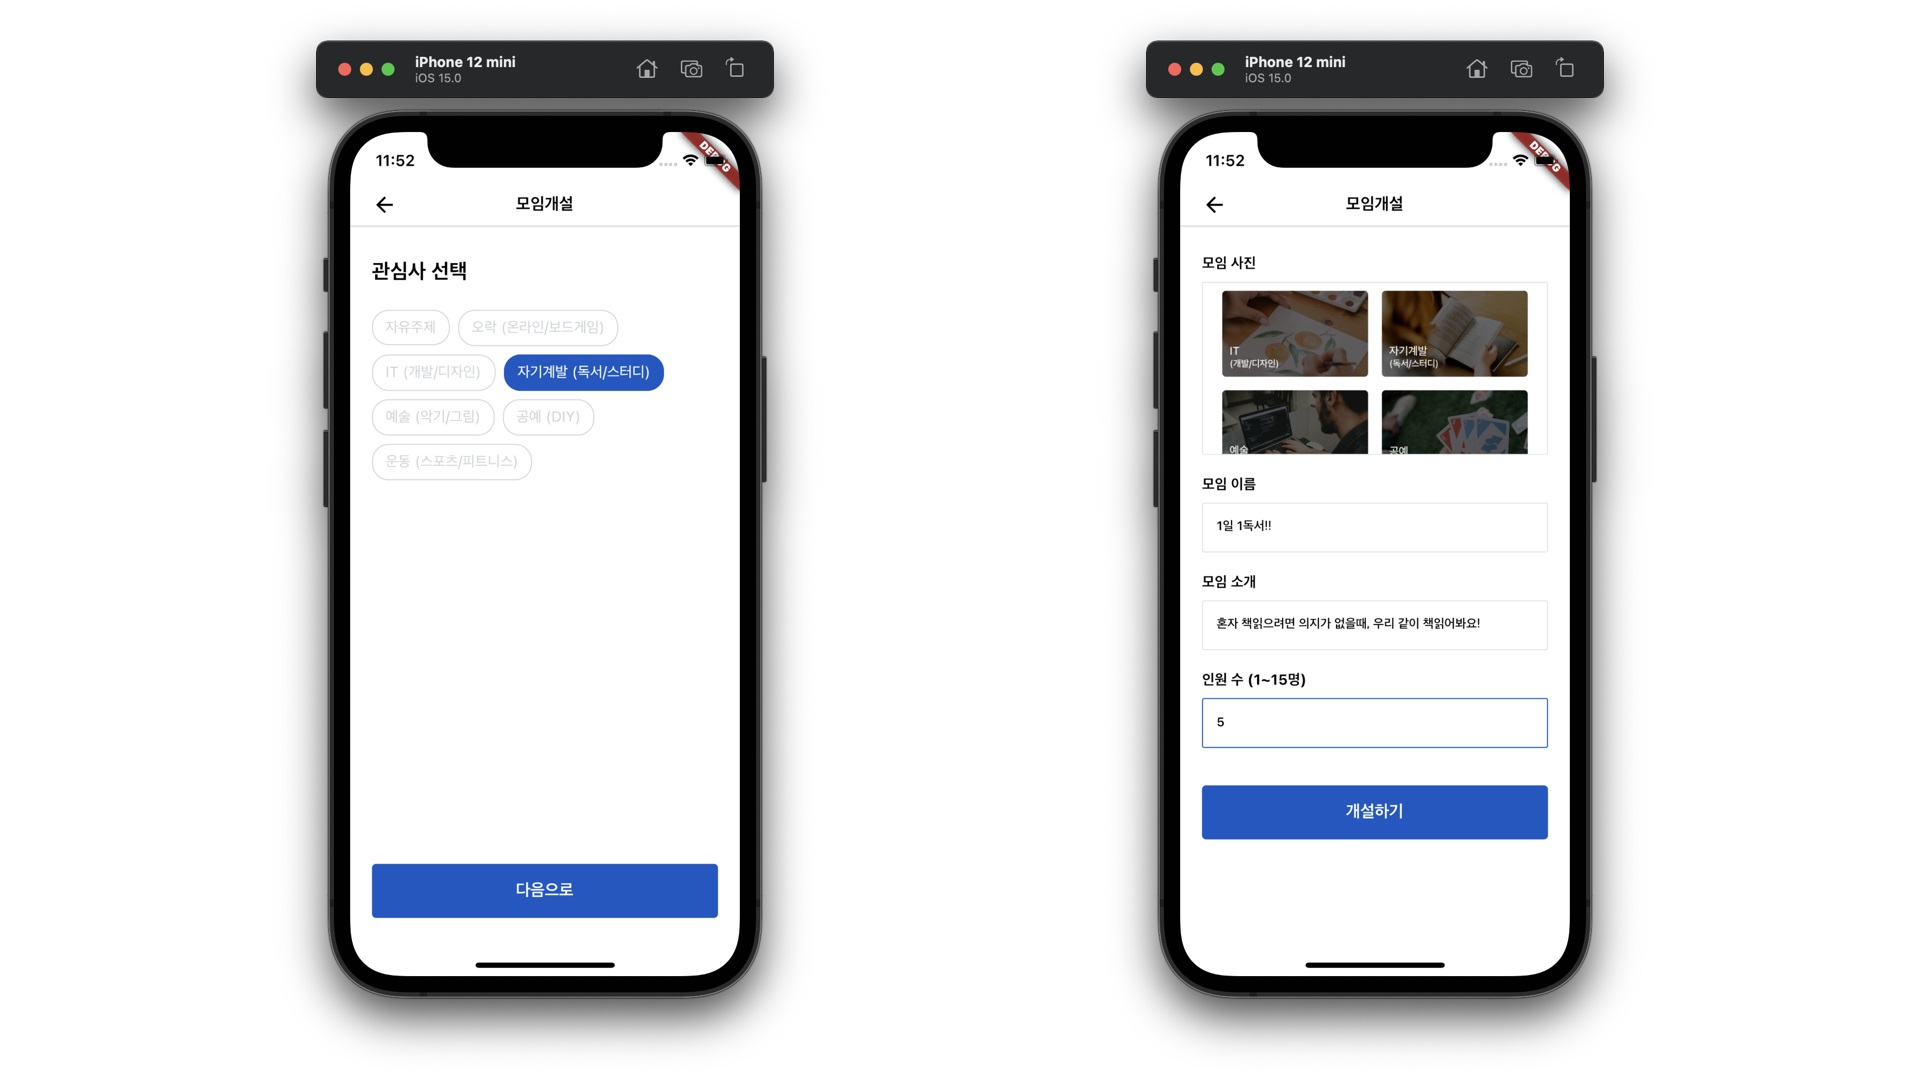 iPhone 12 mini
iOS 15.0
11:52
DEBUG
모임개설
관심사 선택
자유주제
오락 (온라인/보드게임)
IT (개발/디자인)
자기계발 (독서/스터디)
예술 (악기/그림)
공예 (DIY)
운동 (스포츠/피트니스)
다음으로
iPhone 12 mini
iOS 15.0
11:52
DEBUG
모임개설
모임 사진
IT
(개발/디자인)
자기계발
(독서/스터디)
예술
공예
모임 이름
1일 1독서!!
모임 소개
혼자 책읽으려면 의지가 없을때, 우리 같이 책읽어봐요!
인원 수 (1~15명)
5
개설하기